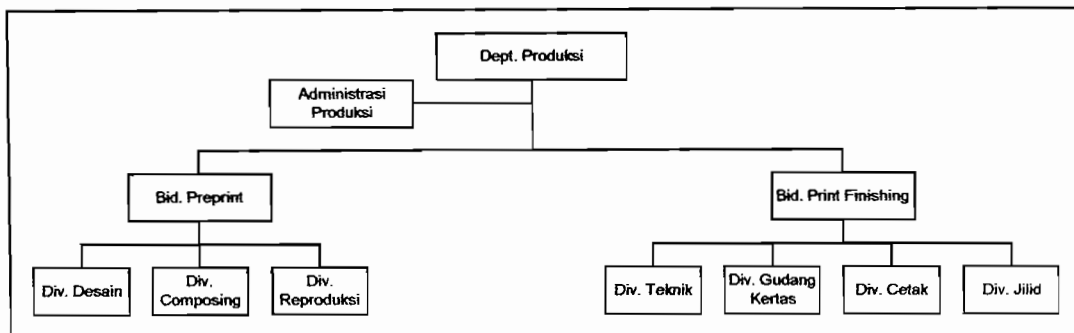 Dept. Produksi
Administrasi
Produksi
Bid. Preprint
Bid. Print Finishing
Div. Desain
Div.
Composing
Div.
Reproduksi
Div. Teknik
Div. Gudang
Kertas
Div. Cetak
Div. Jilid